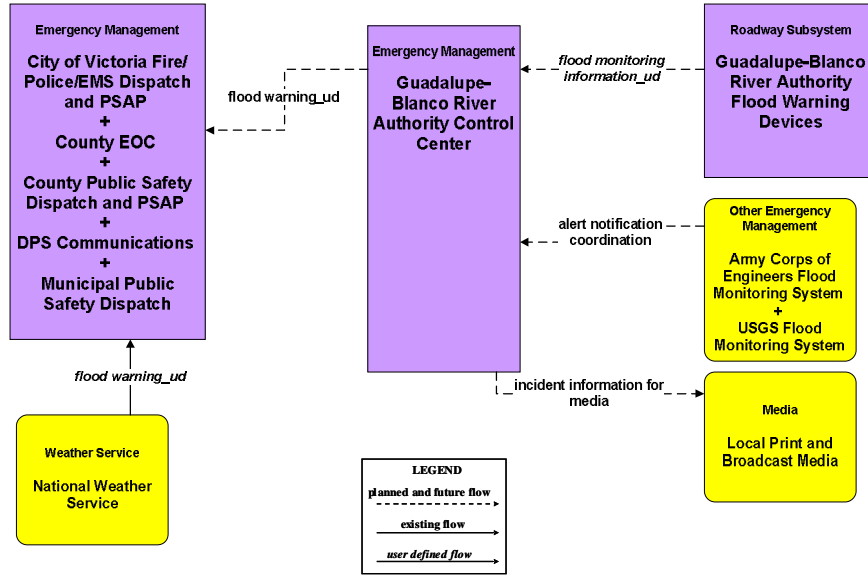 Emergency Management
City of Victoria Fire/
Police/EMS Dispatch
and PSAP
+
County EOC
+
County Public Safety
Dispatch and PSAP
+
DPS Communications
+
Municipal Public
Safety Dispatch
flood warning_ud
Emergency Management
Guadalupe-
Blanco River
Authority Control
Center
flood monitoring
information_ud
Roadway Subsystem
Guadalupe-Blanco
River Authority
Flood Warning
Devices
alert notification
coordination
Other Emergency
Management
Army Corps of
Engineers Flood
Monitoring System
+
USGS Flood
Monitoring System
flood warning_ud
incident information for
media
Media
Local Print and
Broadcast Media
Weather Service
National Weather
Service
LEGEND
planned and future flow
existing flow
user defined flow